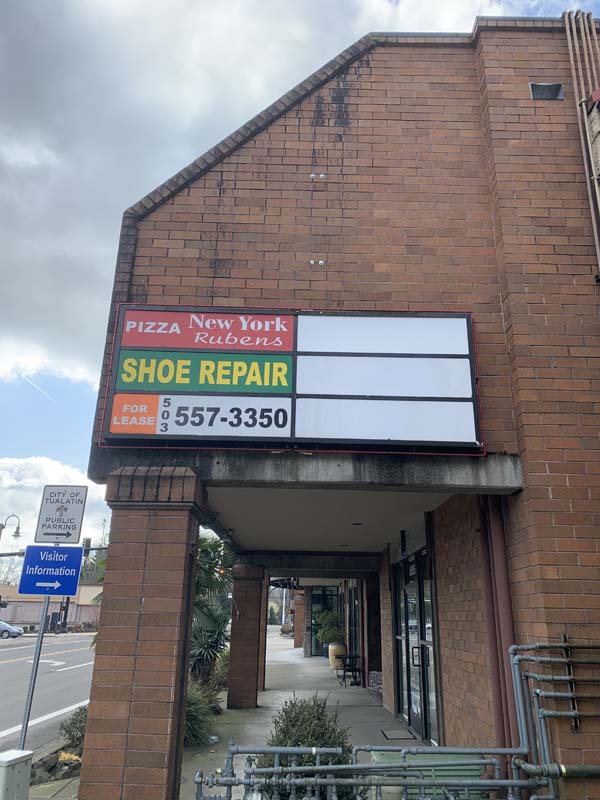 PIZZA New York
Rubens
SHOE REPAIR
FOR
LEASE
503
557-3350
CITY OF
TUALATIN
PUBLIC
PARKING
Visitor
Information